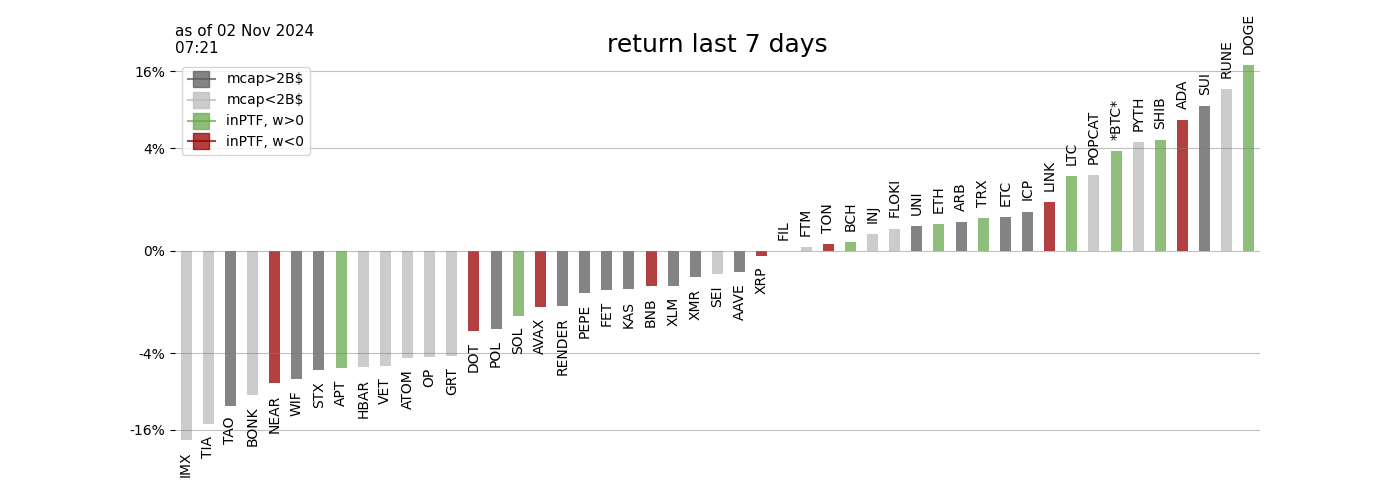 as of 02 Nov 2024
07:21
return last 7 days
mcap>2B$
mcap<2B$
inPTF, w>0
inPTF, w<0
16%
4%
0%
-4%
-16%
IMX
TIA
TAO
BONK
NEAR
WIF
STX
APT
HBAR
VET
ATOM
OP
GRT
DOT
POL
SOL
AVAX
RENDER
PEPE
FET
KAS
BNB
XLM
XMR
SEI
AAVE
XRP
FIL
FTM
TON
BCH
INJ
FLOKI
UNI
ETH
ARB
TRX
ETC
ICP
LINK
LTC
POPCAT
*BTC*
PYTH
SHIB
ADA
SUI
RUNE
DOGE